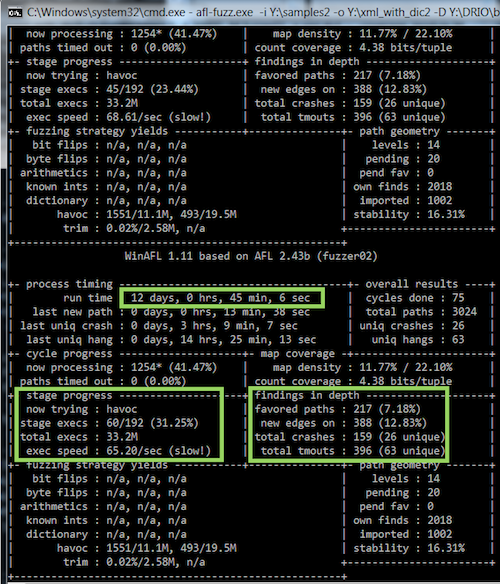 C:\Windows\system32\cmd.exe - afl-fuzz.exe -i Y:\samples2 -o Y:\xml_with_dic2 -D Y:\DRIO\b
now processing : 1254* (41.47%) | map density : 11.77% / 22.10%
paths timed out : 0 (0.00%) | count coverage : 4.38 bits/tuple
stage progress findings in depth
now trying : havoc | favored paths : 217 (7.18%)
stage execs : 45/192 (23.44%) | new edges on : 388 (12.83%)
total execs : 33.2M | total crashes : 159 (26 unique)
exec speed : 68.61/sec (slow!) | total tmouts : 396 (63 unique)
fuzzing strategy yields path geometry
bit flips : n/a, n/a, n/a | levels : 14
byte flips : n/a, n/a, n/a | pending : 20
arithmetics : n/a, n/a, n/a | pend fav : 0
known ints : n/a, n/a, n/a | own finds : 2018
dictionary : n/a, n/a, n/a | imported : 1002
havoc : 1551/11.1M, 493/19.5M | stability : 16.31%
trim : 0.02%/2.58M, n/a
WinAFL 1.11 based on AFL 2.43b (fuzzer02)
process timing overall results
run time : 12 days, 0 hrs, 45 min, 6 sec | cycles done : 75
last new path : 0 days, 0 hrs, 13 min, 38 sec | total paths : 3024
last uniq crash : 0 days, 3 hrs, 9 min, 7 sec | uniq crashes : 26
last uniq hang : 0 days, 14 hrs, 25 min, 13 sec | uniq hangs : 63
cycle progress map coverage
now processing : 1254* (41.47%) | map density : 11.77% / 22.10%
paths timed out : 0 (0.00%) | count coverage : 4.38 bits/tuple
stage progress findings in depth
now trying : havoc | favored paths : 217 (7.18%)
stage execs : 60/192 (31.25%) | new edges on : 388 (12.83%)
total execs : 33.2M | total crashes : 159 (26 unique)
exec speed : 65.20/sec (slow!) | total tmouts : 396 (63 unique)
fuzzing strategy yields path geometry
bit flips : n/a, n/a, n/a | levels : 14
byte flips : n/a, n/a, n/a | pending : 20
arithmetics : n/a, n/a, n/a | pend fav : 0
known ints : n/a, n/a, n/a | own finds : 2018
dictionary : n/a, n/a, n/a | imported : 1002
havoc : 1551/11.1M, 493/19.5M | stability : 16.31%
trim : 0.02%/2.58M, n/a